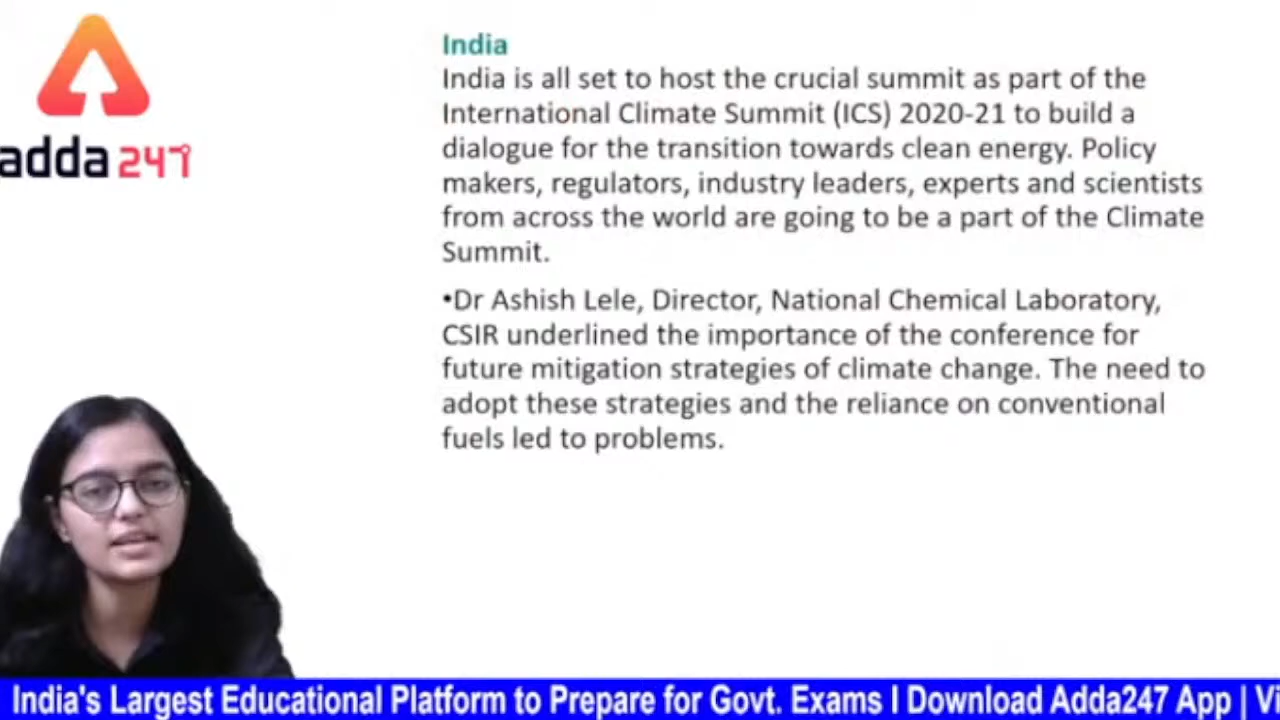 adda247
India
India is all set to host the crucial summit as part of the
International Climate Summit (ICS) 2020-21 to build a
dialogue for the transition towards clean energy. Policy
makers, regulators, industry leaders, experts and scientists
from across the world are going to be a part of the Climate
Summit.
•Dr Ashish Lele, Director, National Chemical Laboratory,
CSIR underlined the importance of the conference for
future mitigation strategies of climate change. The need to
adopt these strategies and the reliance on conventional
fuels led to problems.
India's Largest Educational Platform to Prepare for Govt. Exams I Download Adda247 App | Vi